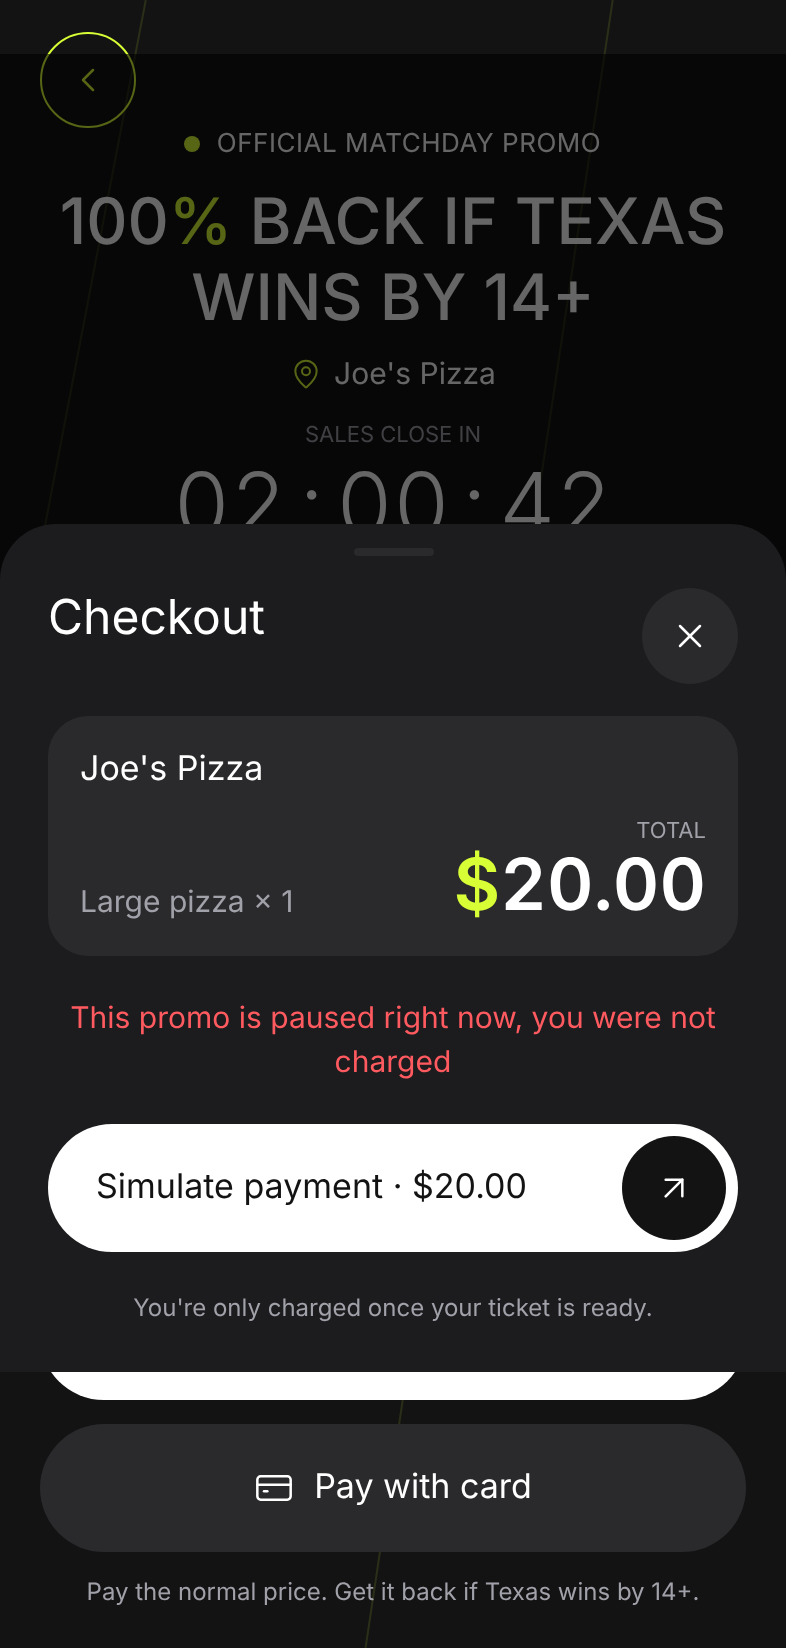 OFFICIAL MATCHDAY PROMO
100% BACK IF TEXAS
WINS BY 14+
Joe's Pizza
SALES CLOSE IN
02:00:42
Checkout
Joe's Pizza
TOTAL
Large pizza × 1
$20.00
This promo is paused right now, you were not
charged
Simulate payment · $20.00
You're only charged once your ticket is ready.
Pay with card
Pay the normal price. Get it back if Texas wins by 14+.